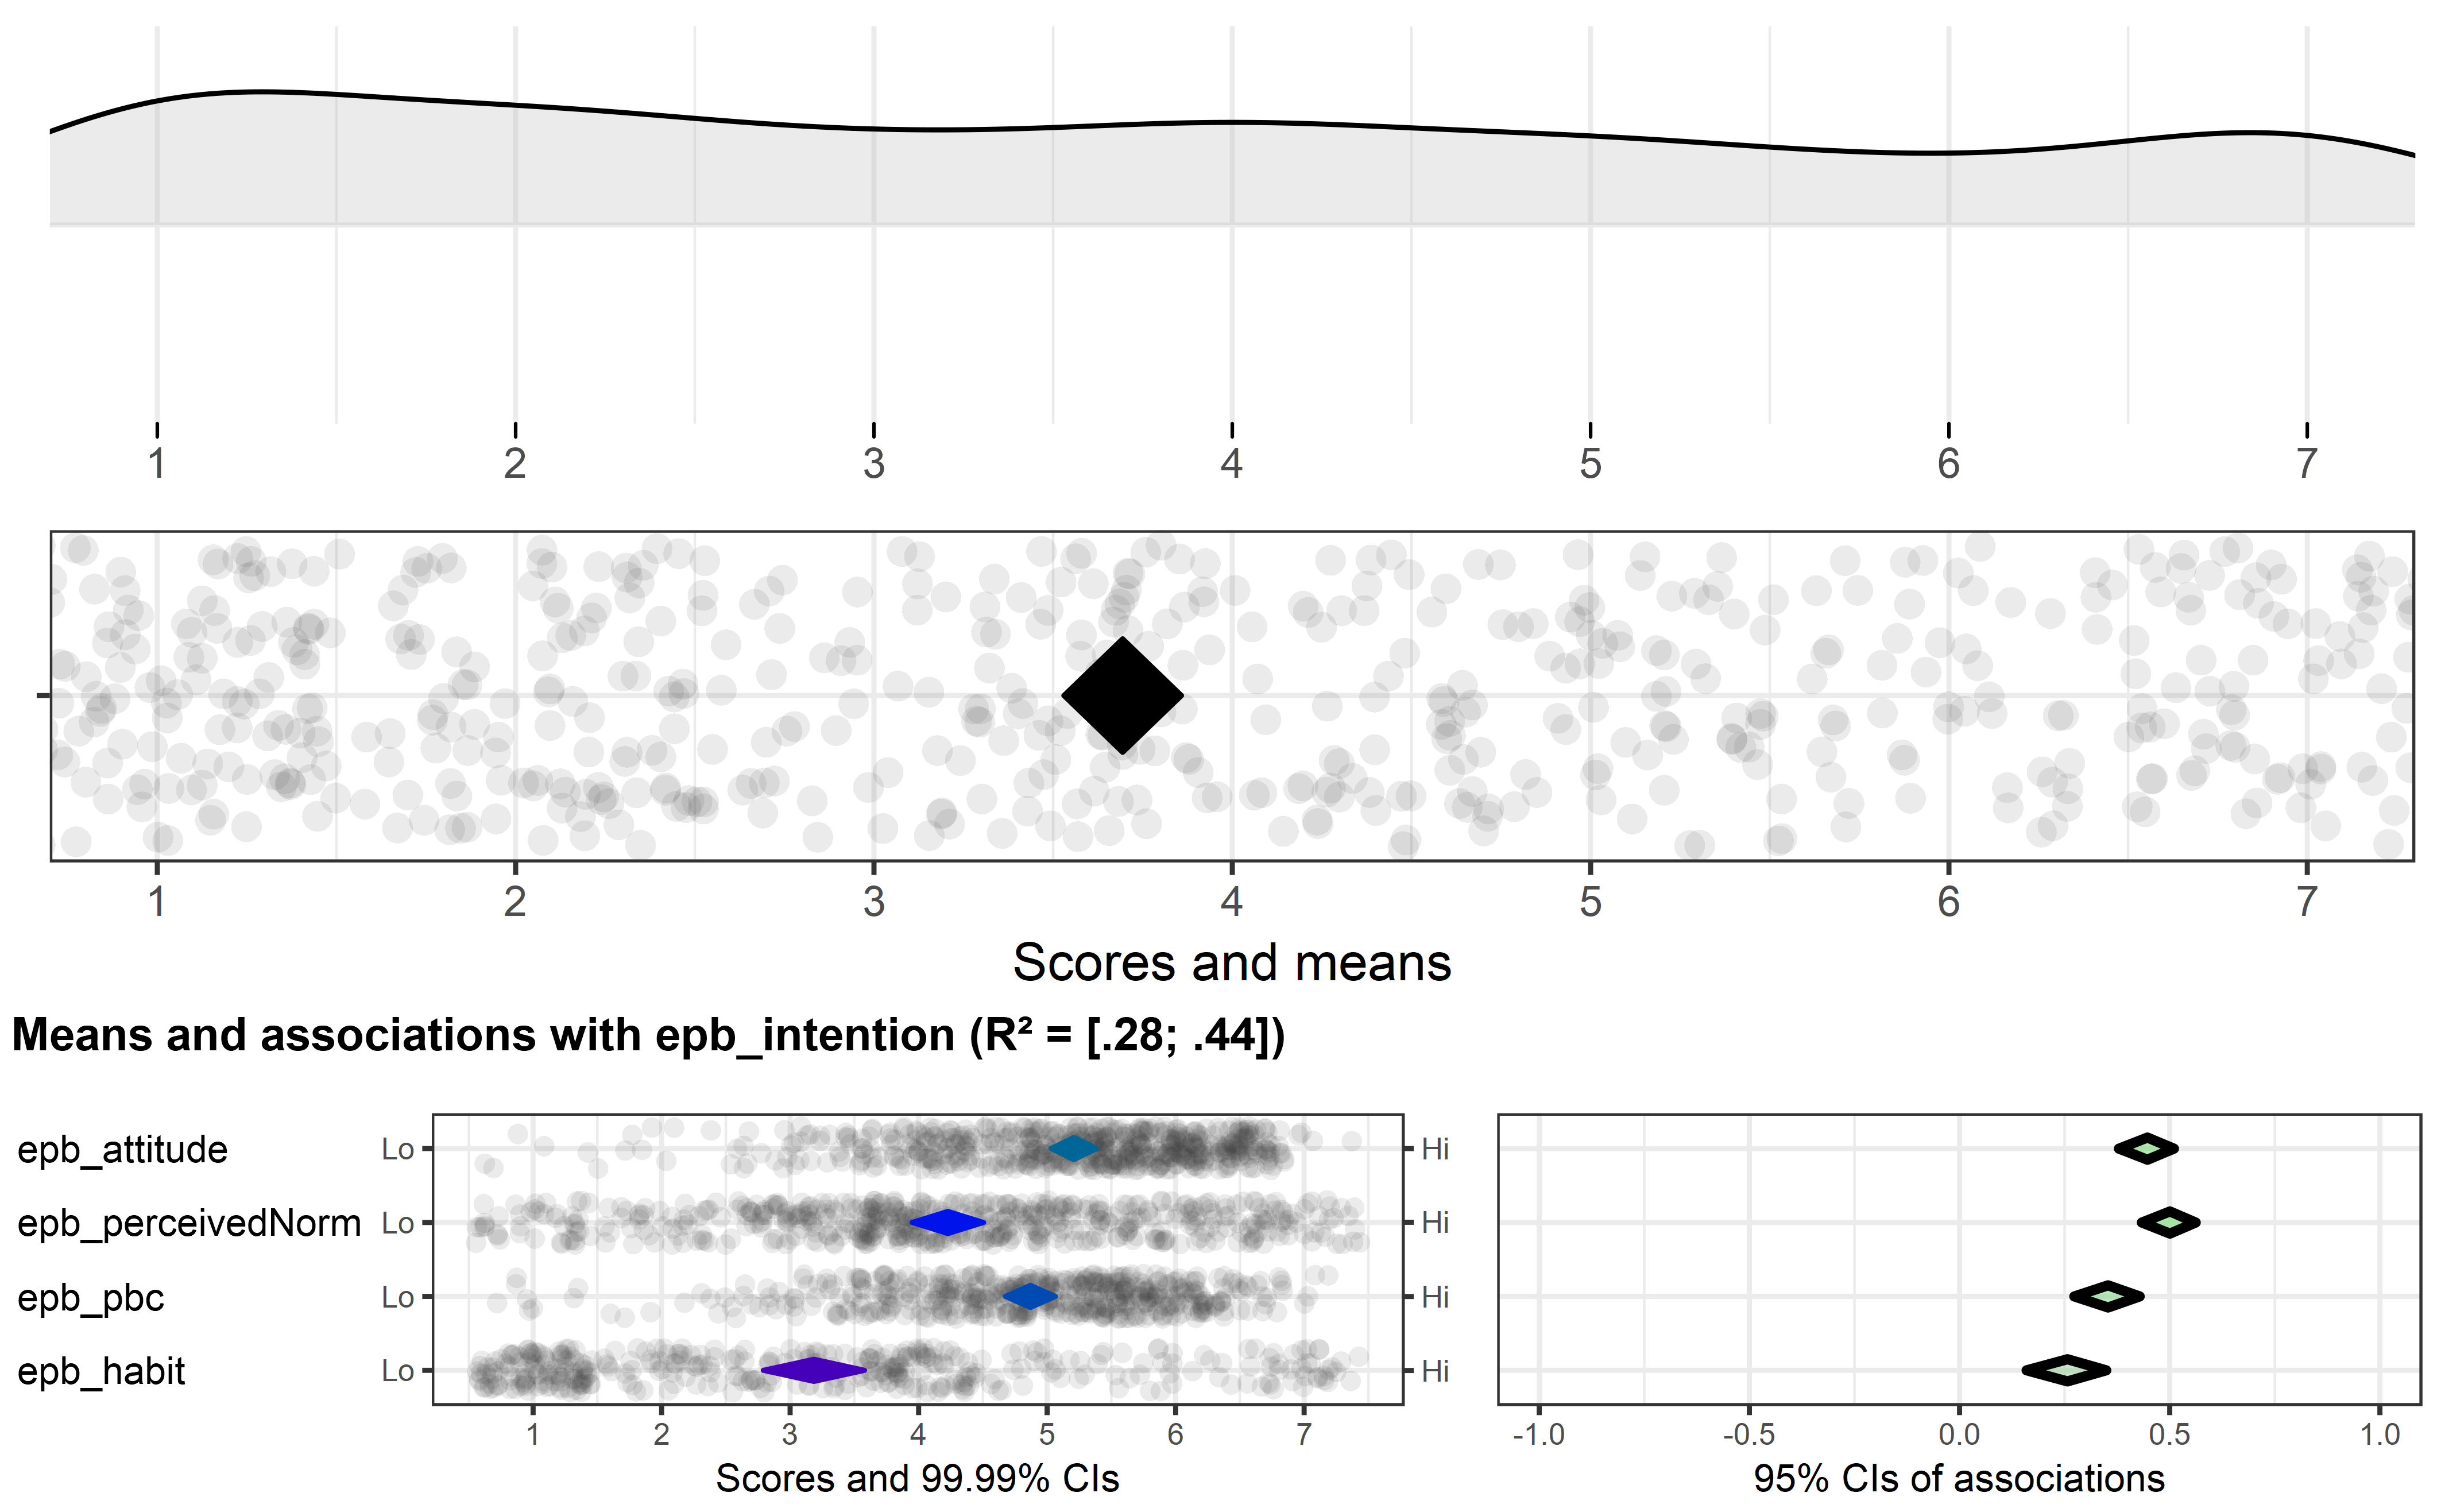 1 2 3 4 5 6 7
1 2 3 4 5 6 7
Scores and means
Means and associations with epb_intention (R² = [.28; .44])
epb_attitude Lo Hi
epb_perceivedNorm Lo Hi
epb_pbc Lo Hi
epb_habit Lo Hi
1 2 3 4 5 6 7 -1.0 -0.5 0.0 0.5 1.0
Scores and 99.99% CIs 95% CIs of associations